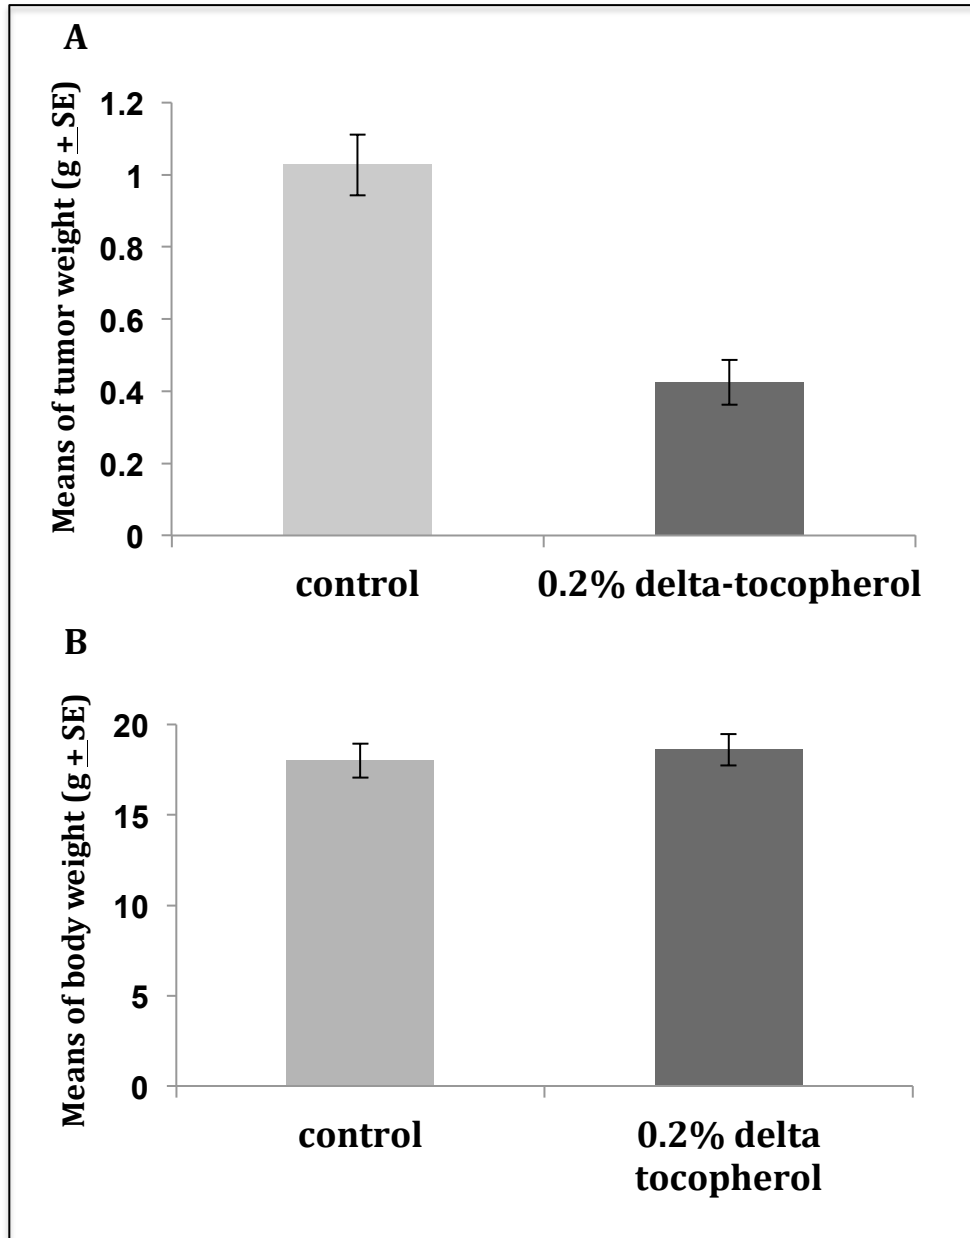 A
Means of tumor weight (g ± SE)
1.2
1
0.8
0.6
0.4
0.2
0
control
0.2% delta-tocopherol
B
Means of body weight (g ± SE)
20
15
10
5
0
control
0.2% delta
tocopherol